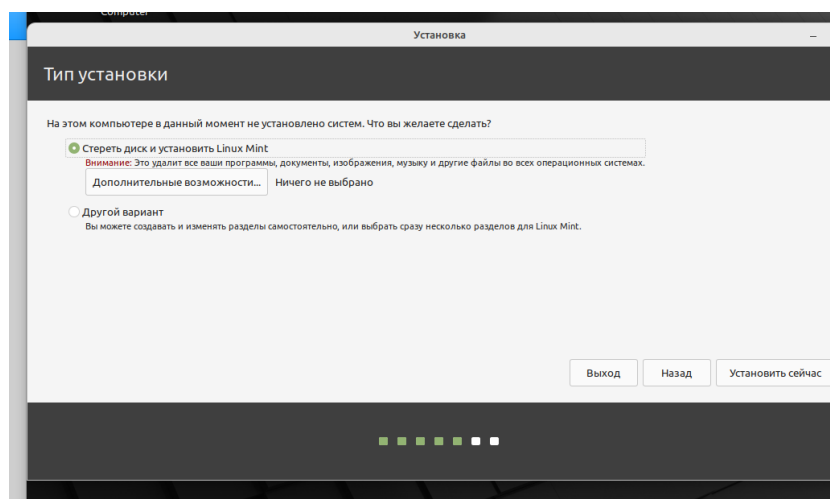 Computer
Установка
Тип установки
На этом компьютере в данный момент не установлено систем. Что вы желаете сделать?
Стереть диск и установить Linux Mint
Внимание: Это удалит все ваши программы, документы, изображения, музыку и другие файлы во всех операционных системах.
Дополнительные возможности... Ничего не выбрано
Другой вариант
Вы можете создавать и изменять разделы самостоятельно, или выбрать сразу несколько разделов для Linux Mint.
Выход Назад Установить сейчас